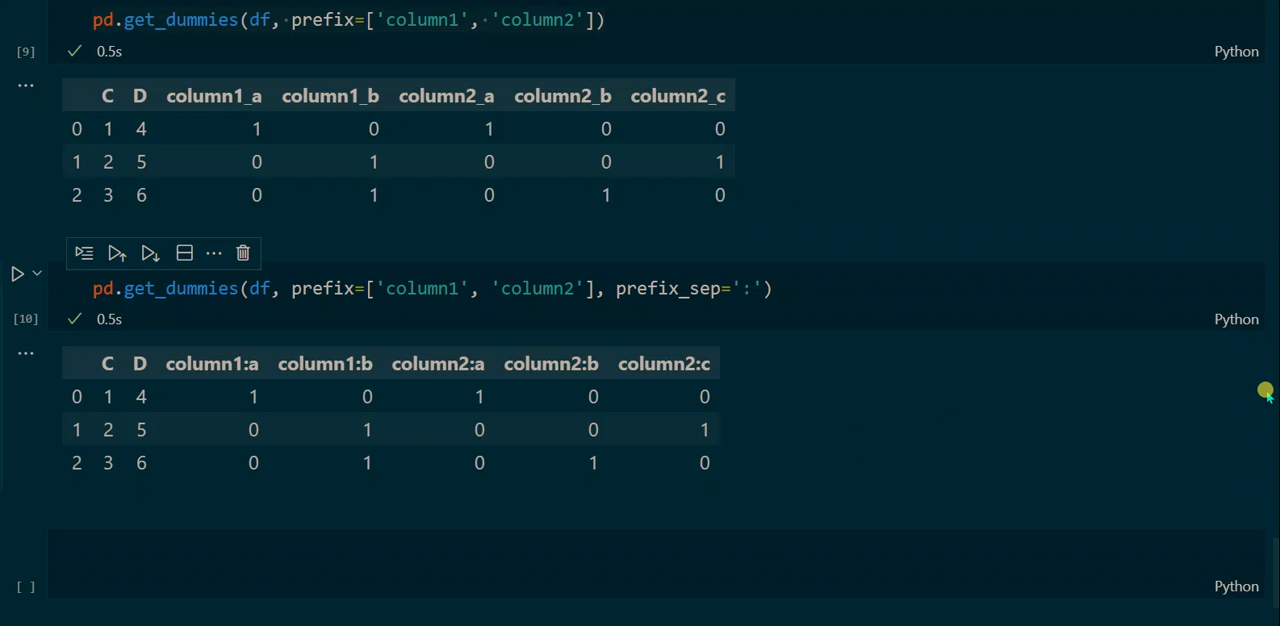 pd.get_dummies(df, prefix=['column1', 'column2'])
[9] 0.5s Python
C D column1_a column1_b column2_a column2_b column2_c
0 1 4 1 0 1 0 0
1 2 5 0 1 0 0 1
2 3 6 0 1 0 1 0
pd.get_dummies(df, prefix=['column1', 'column2'], prefix_sep=':')
[10] 0.5s Python
C D column1:a column1:b column2:a column2:b column2:c
0 1 4 1 0 1 0 0
1 2 5 0 1 0 0 1
2 3 6 0 1 0 1 0
[ ] Python